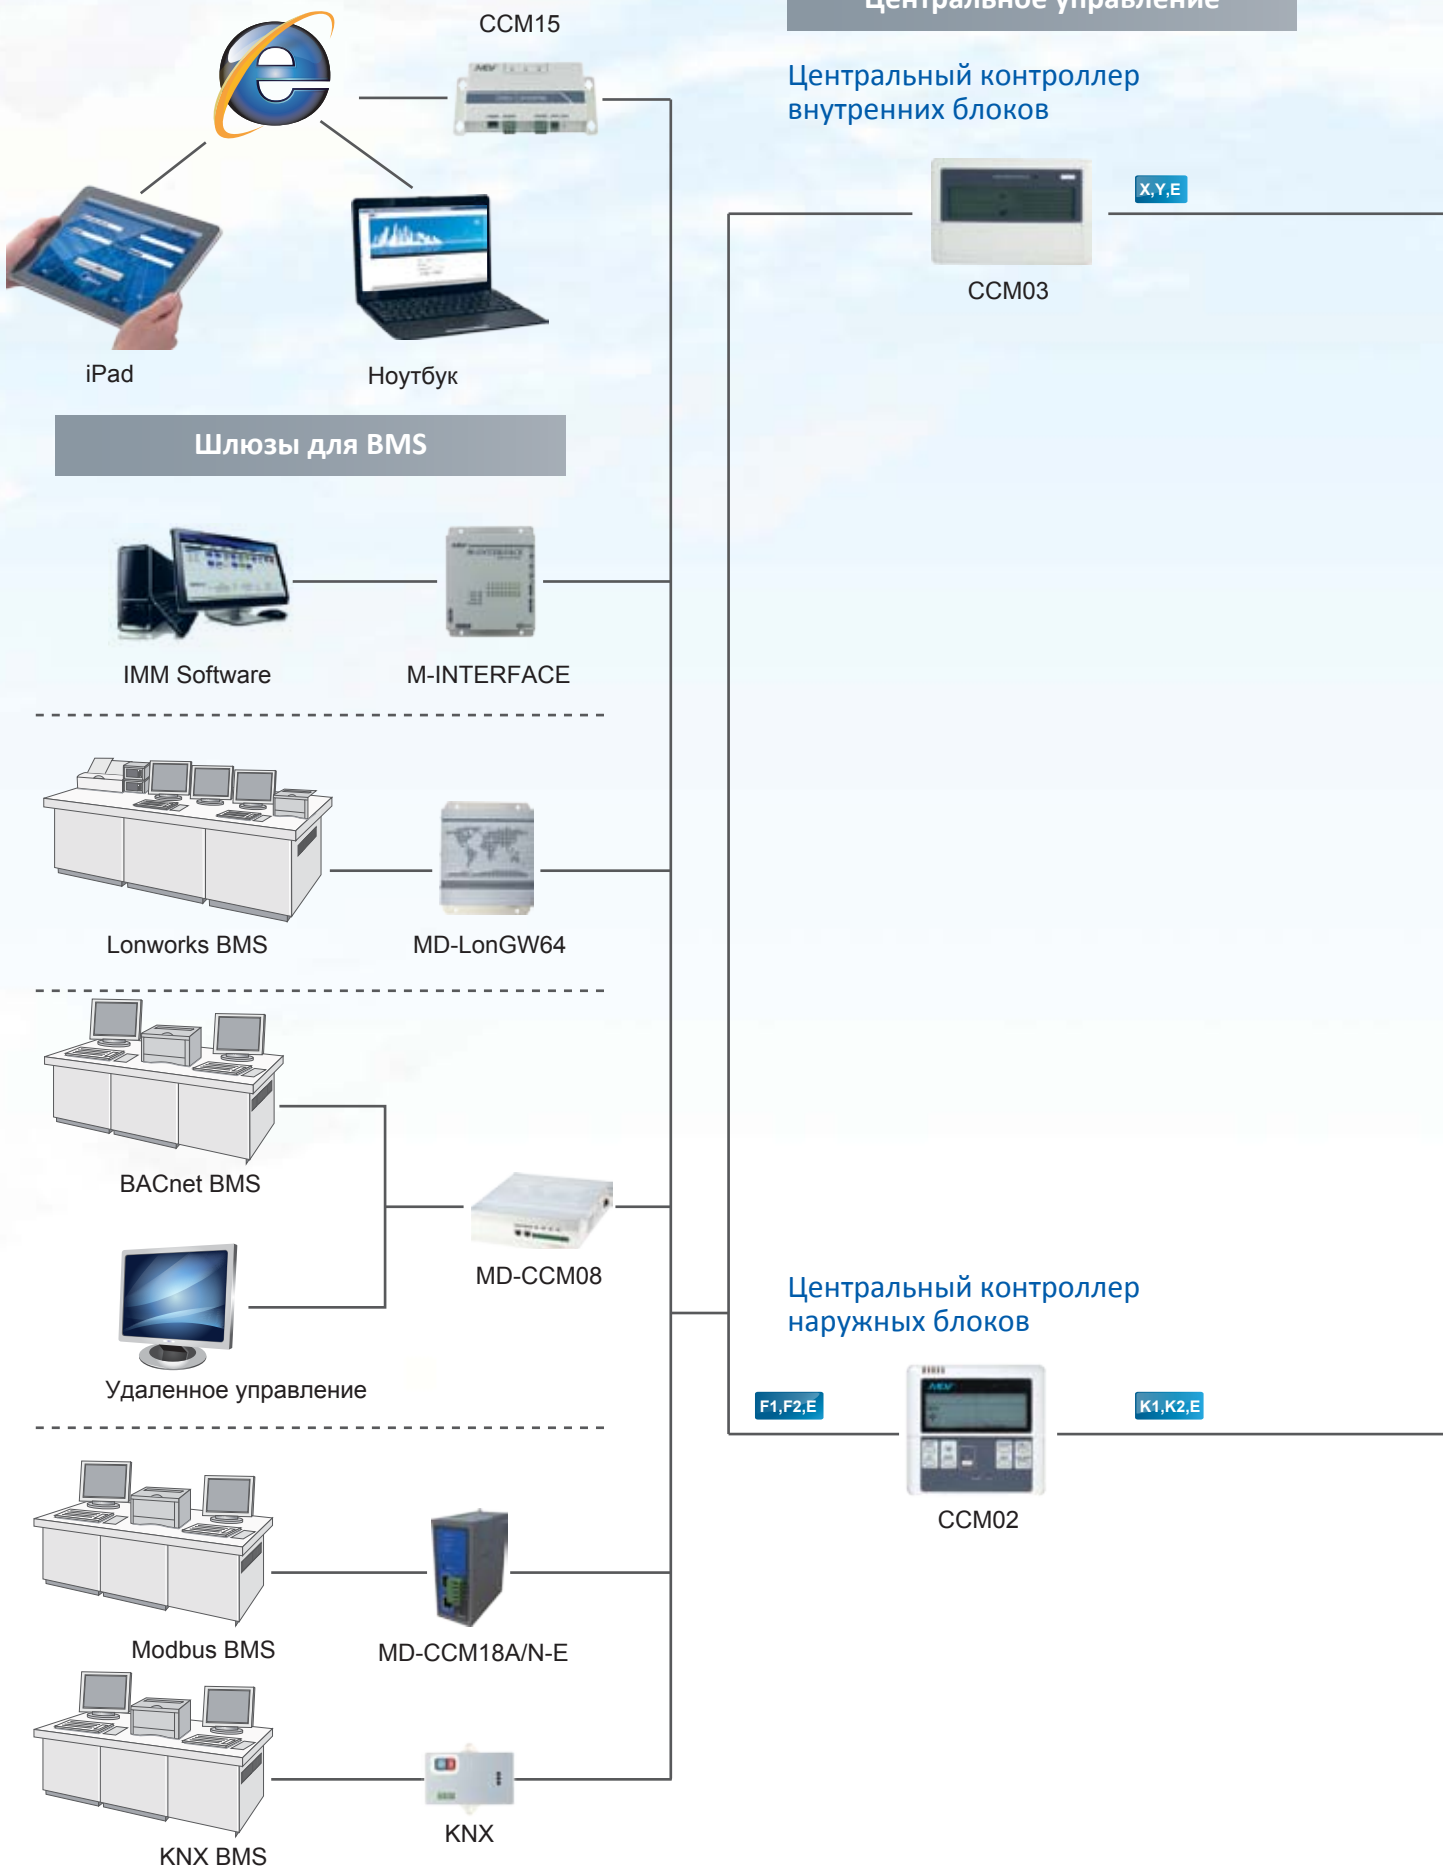 CCM15
iPad
Ноутбук
Шлюзы для BMS
IMM Software
M-INTERFACE
Lonworks BMS
MD-LonGW64
BACnet BMS
MD-CCM08
Удаленное управление
Modbus BMS
MD-CCM18A/N-E
KNX
KNX BMS
Центральное управление
Центральный контроллер
внутренних блоков
X,Y,E
CCM03
Центральный контроллер
наружных блоков
F1,F2,E
K1,K2,E
CCM02